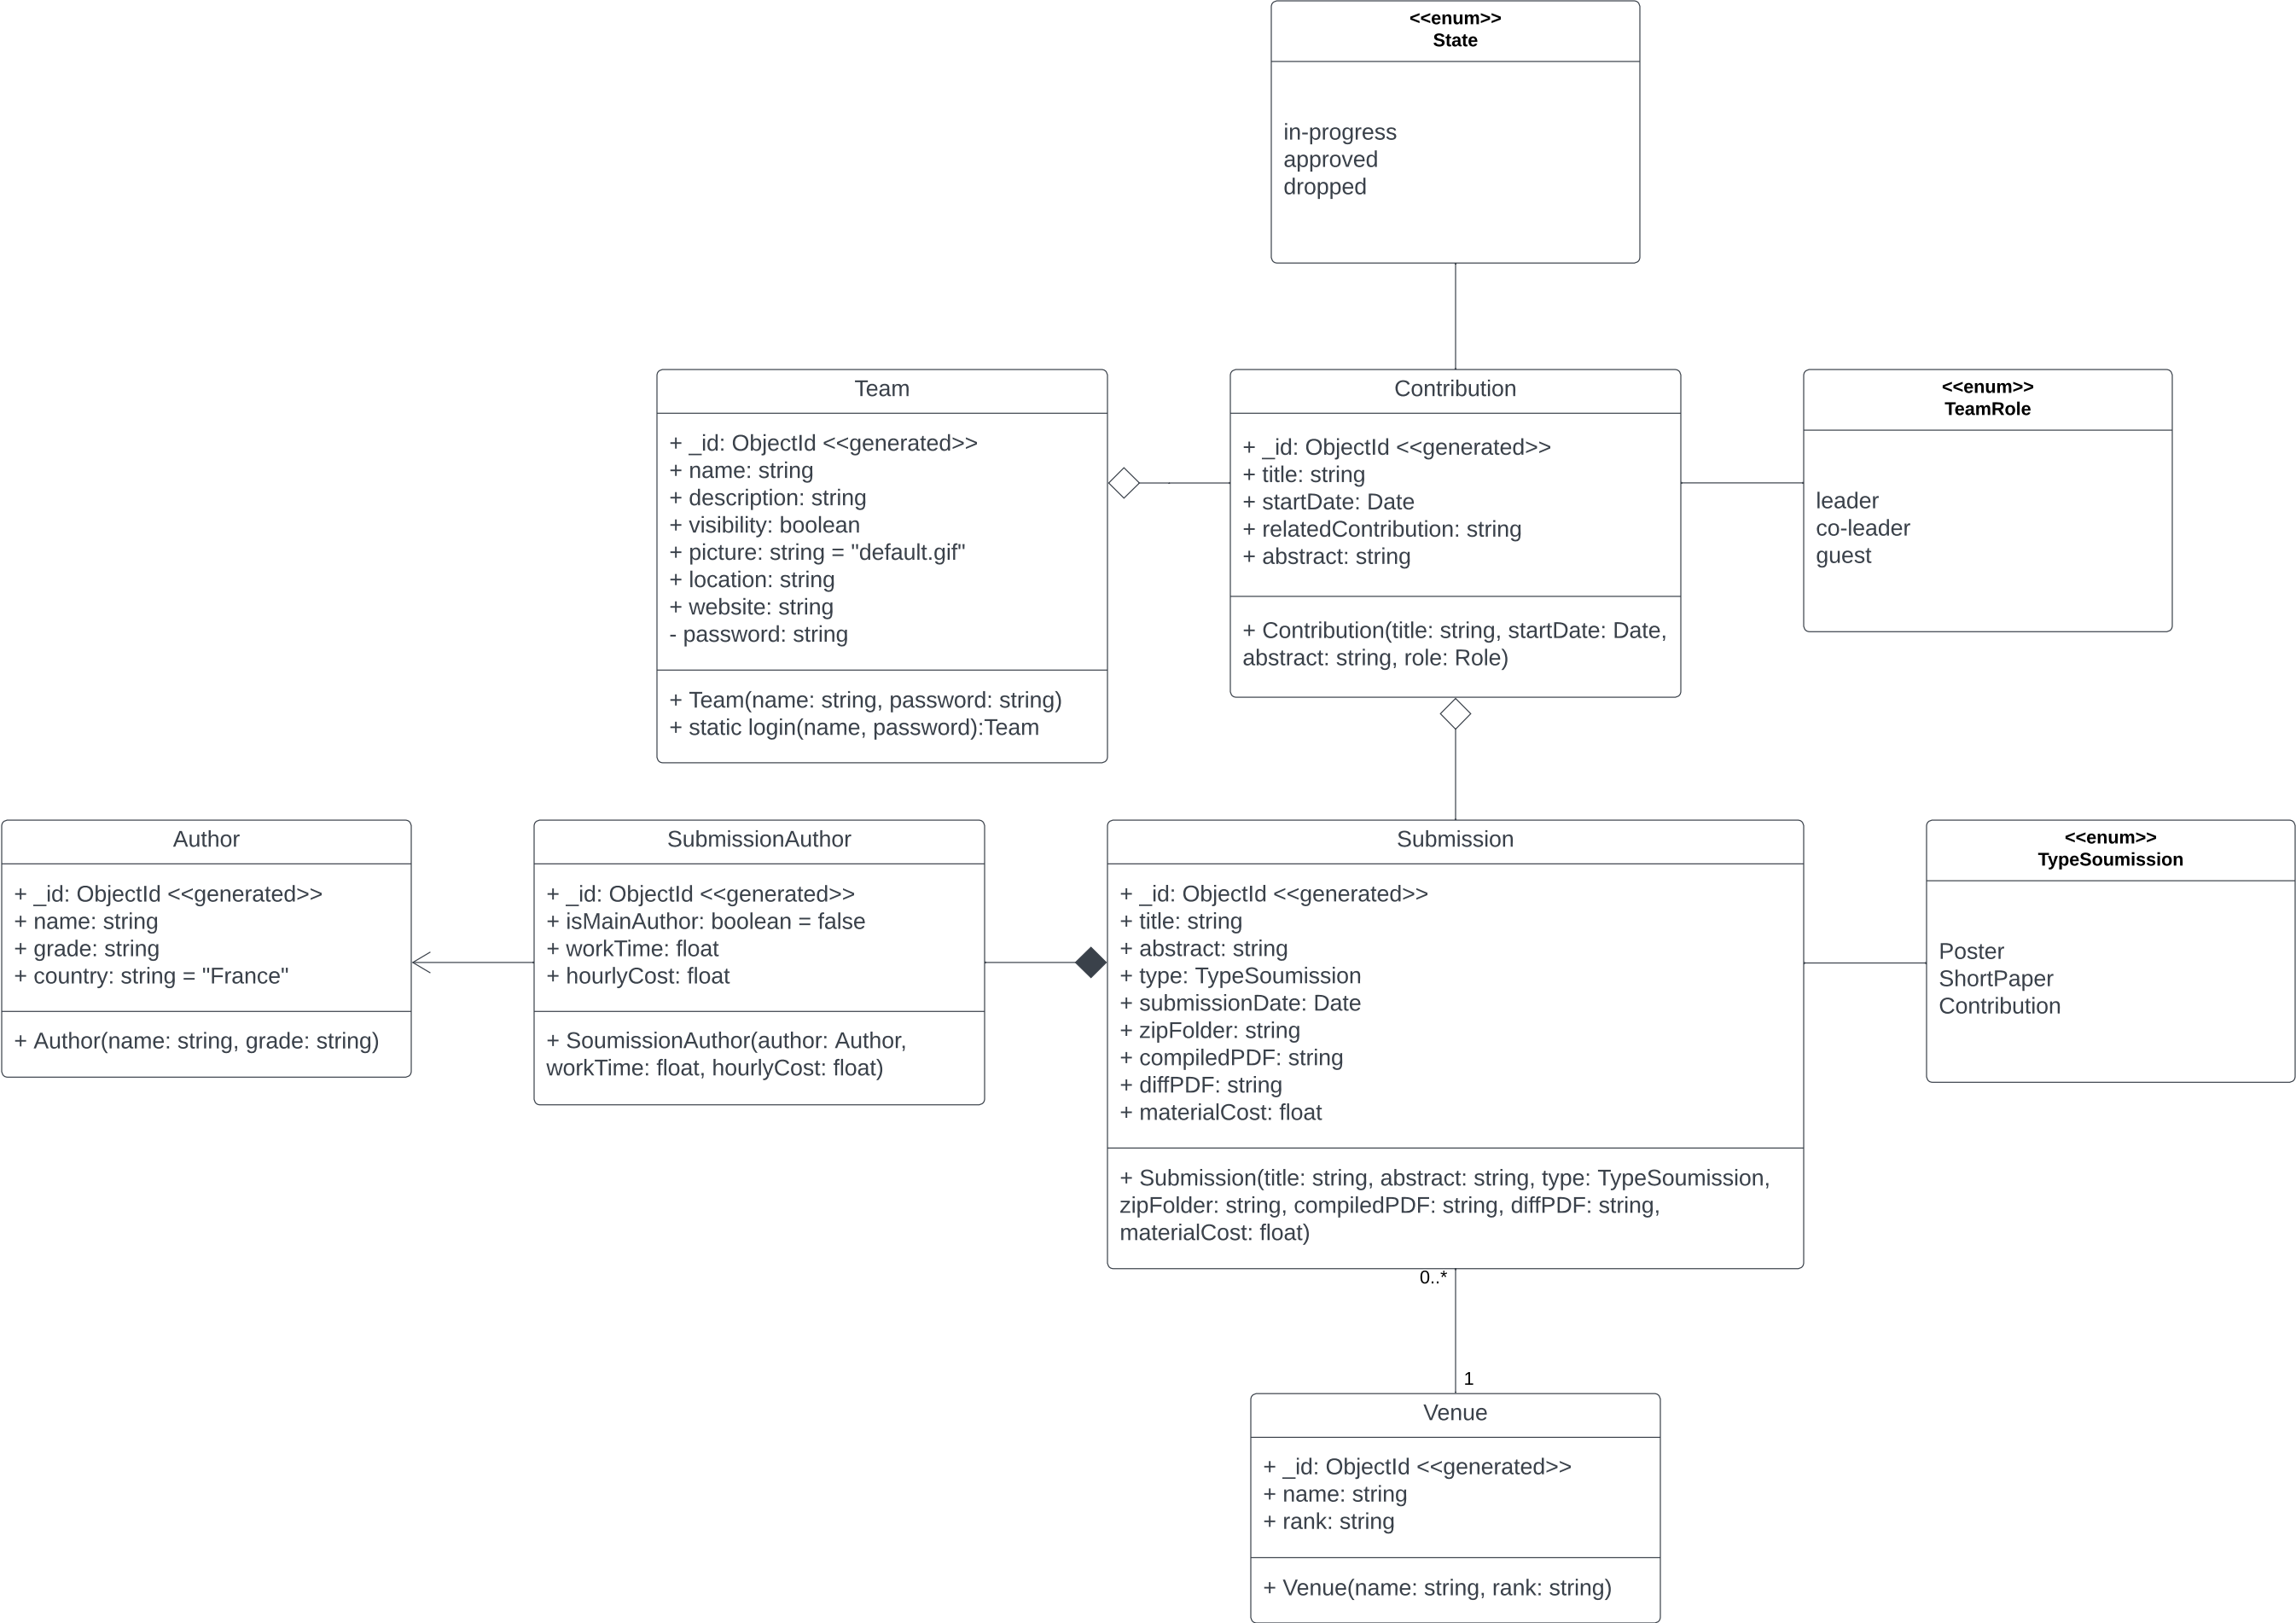 <<enum>>
State
in-progress
approved
dropped
Team
+ _id: ObjectId <<generated>>
+ name: string
+ description: string
+ visibility: boolean
+ picture: string = "default.gif"
+ location: string
+ website: string
- password: string
+ Team(name: string, password: string)
+ static login(name, password):Team
Contribution
+ _id: ObjectId <<generated>>
+ title: string
+ startDate: Date
+ relatedContribution: string
+ abstract: string
+ Contribution(title: string, startDate: Date,
abstract: string, role: Role)
<<enum>>
TeamRole
leader
co-leader
guest
Author
+ _id: ObjectId <<generated>>
+ name: string
+ grade: string
+ country: string = "France"
+ Author(name: string, grade: string)
SubmissionAuthor
+ _id: ObjectId <<generated>>
+ isMainAuthor: boolean = false
+ workTime: float
+ hourlyCost: float
+ SoumissionAuthor(author: Author,
workTime: float, hourlyCost: float)
Submission
+ _id: ObjectId <<generated>>
+ title: string
+ abstract: string
+ type: TypeSoumission
+ submissionDate: Date
+ zipFolder: string
+ compiledPDF: string
+ diffPDF: string
+ materialCost: float
+ Submission(title: string, abstract: string, type: TypeSoumission,
zipFolder: string, compiledPDF: string, diffPDF: string,
materialCost: float)
<<enum>>
TypeSoumission
Poster
ShortPaper
Contribution
0..*
1
Venue
+ _id: ObjectId <<generated>>
+ name: string
+ rank: string
+ Venue(name: string, rank: string)